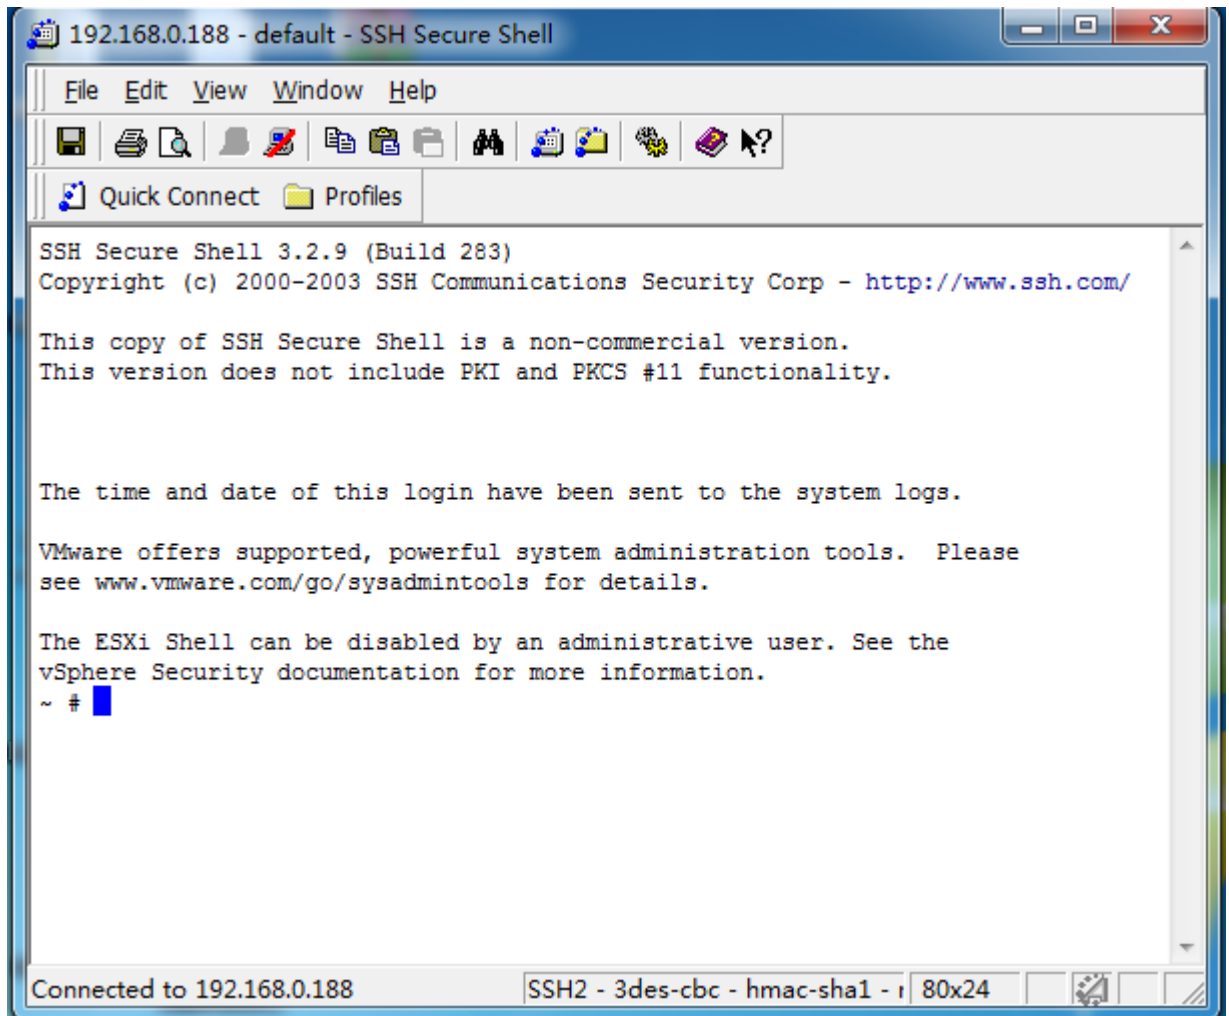 192.168.0.188 - default - SSH Secure Shell
File Edit View Window Help
Quick Connect Profiles
SSH Secure Shell 3.2.9 (Build 283)
Copyright (c) 2000-2003 SSH Communications Security Corp - http://www.ssh.com/
This copy of SSH Secure Shell is a non-commercial version.
This version does not include PKI and PKCS #11 functionality.
The time and date of this login have been sent to the system logs.
VMware offers supported, powerful system administration tools.  Please
see www.vmware.com/go/sysadmintools for details.
The ESXi Shell can be disabled by an administrative user. See the
vSphere Security documentation for more information.
~ #
Connected to 192.168.0.188 SSH2 - 3des-cbc - hmac-sha1 - 80x24